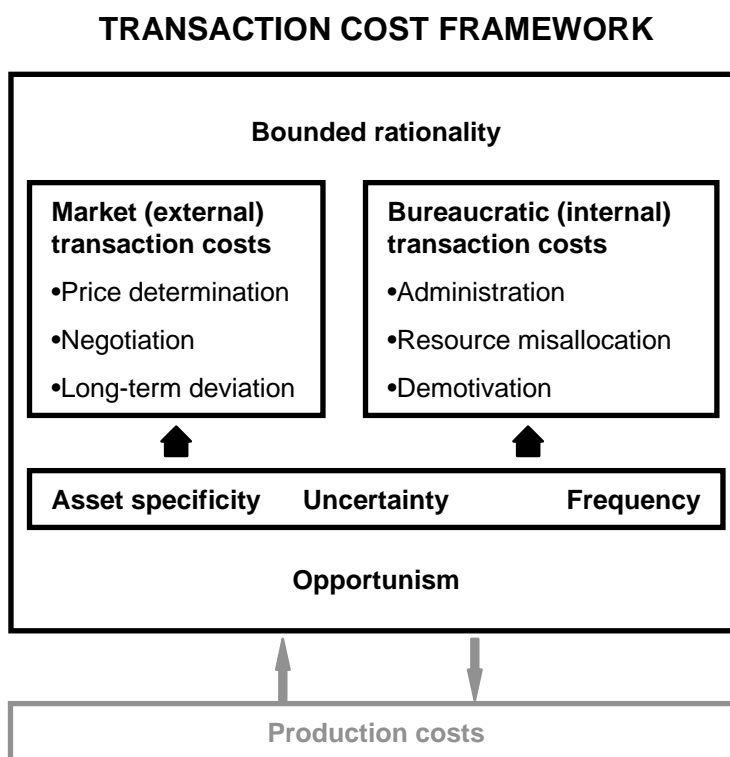 TRANSACTION COST FRAMEWORK
Bounded rationality
Market (external)
transaction costs
•Price determination
•Negotiation
•Long-term deviation
Bureaucratic (internal)
transaction costs
•Administration
•Resource misallocation
•Demotivation
Asset specificity Uncertainty Frequency
Opportunism
Production costs